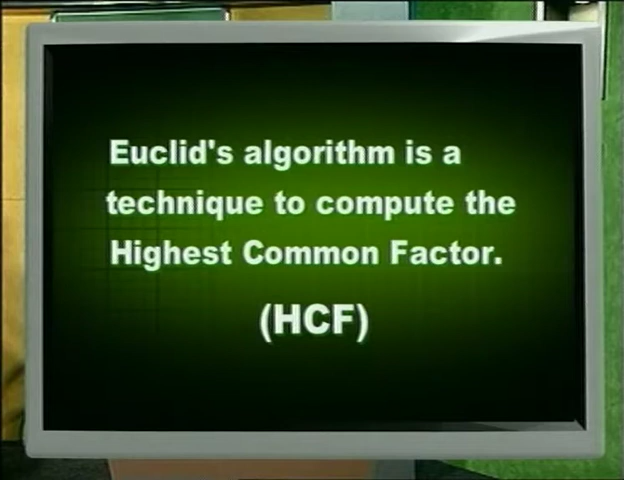 Euclid's algorithm is a
technique to compute the
Highest Common Factor.
(HCF)